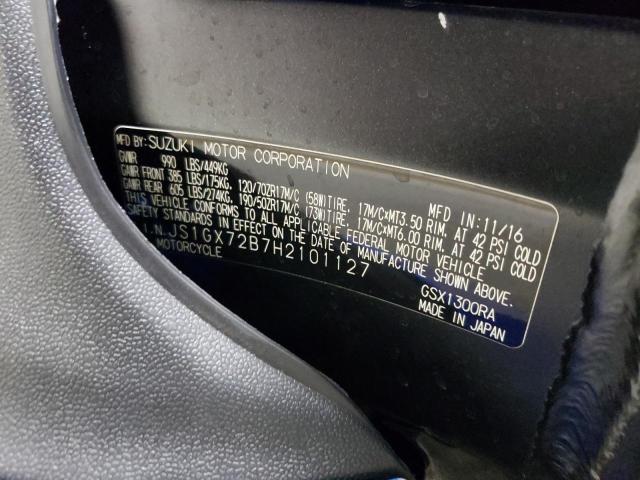 MFD BY: SUZUKI MOTOR CORPORATION MFD IN: 11/16
GVWR 990 LBS/449KG
GAWR FRONT 385 LBS/175KG, 120/70ZR17M/C (58W)TIRE, 17M/C×MT3.50 RIM. AT 42 PSI COLD
GAWR REAR 605 LBS/274KG, 190/50ZR17M/C (73W)TIRE, 17M/C×MT6.00 RIM. AT 42 PSI COLD
THIS VEHICLE CONFORMS TO ALL APPLICABLE FEDERAL MOTOR VEHICLE
SAFETY STANDARDS IN EFFECT ON THE DATE OF MANUFACTURE SHOWN ABOVE.
I.N. JS1GX72B7H2101127 GSX1300RA
MOTORCYCLE MADE IN JAPAN